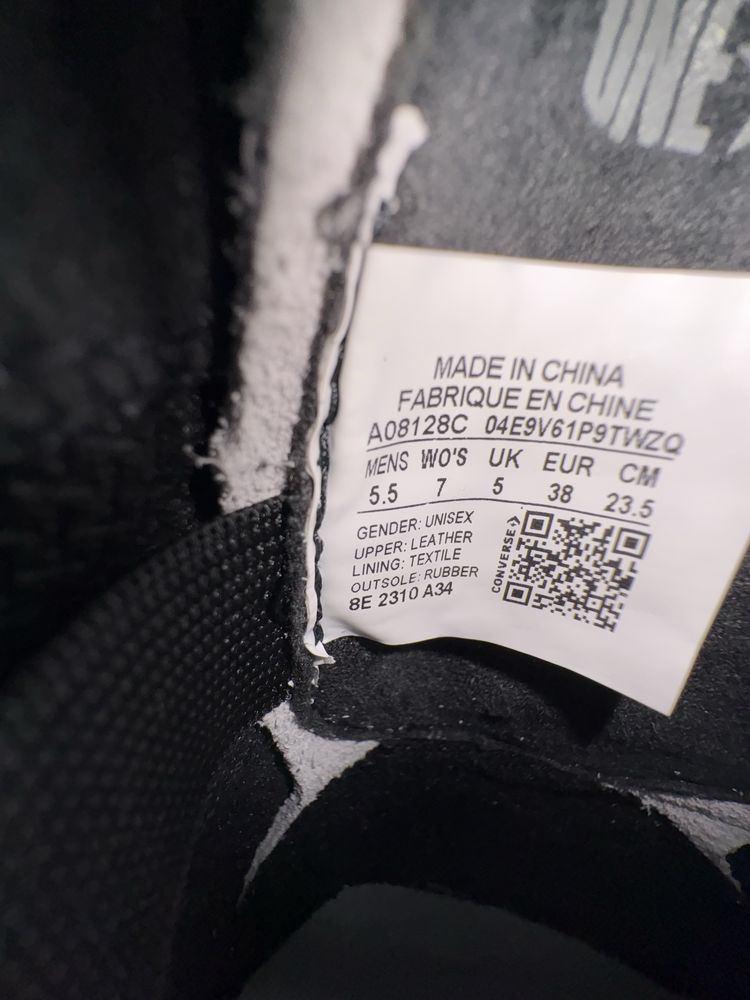 ONE
MADE IN CHINA
FABRIQUE EN CHINE
A08128C 04E9V61P9TWZQ
MENS WO'S UK EUR CM
5.5 7 5 38 23.5
GENDER: UNISEX
UPPER: LEATHER
LINING: TEXTILE
OUTSOLE: RUBBER
8E 2310 A34
CONVERSE